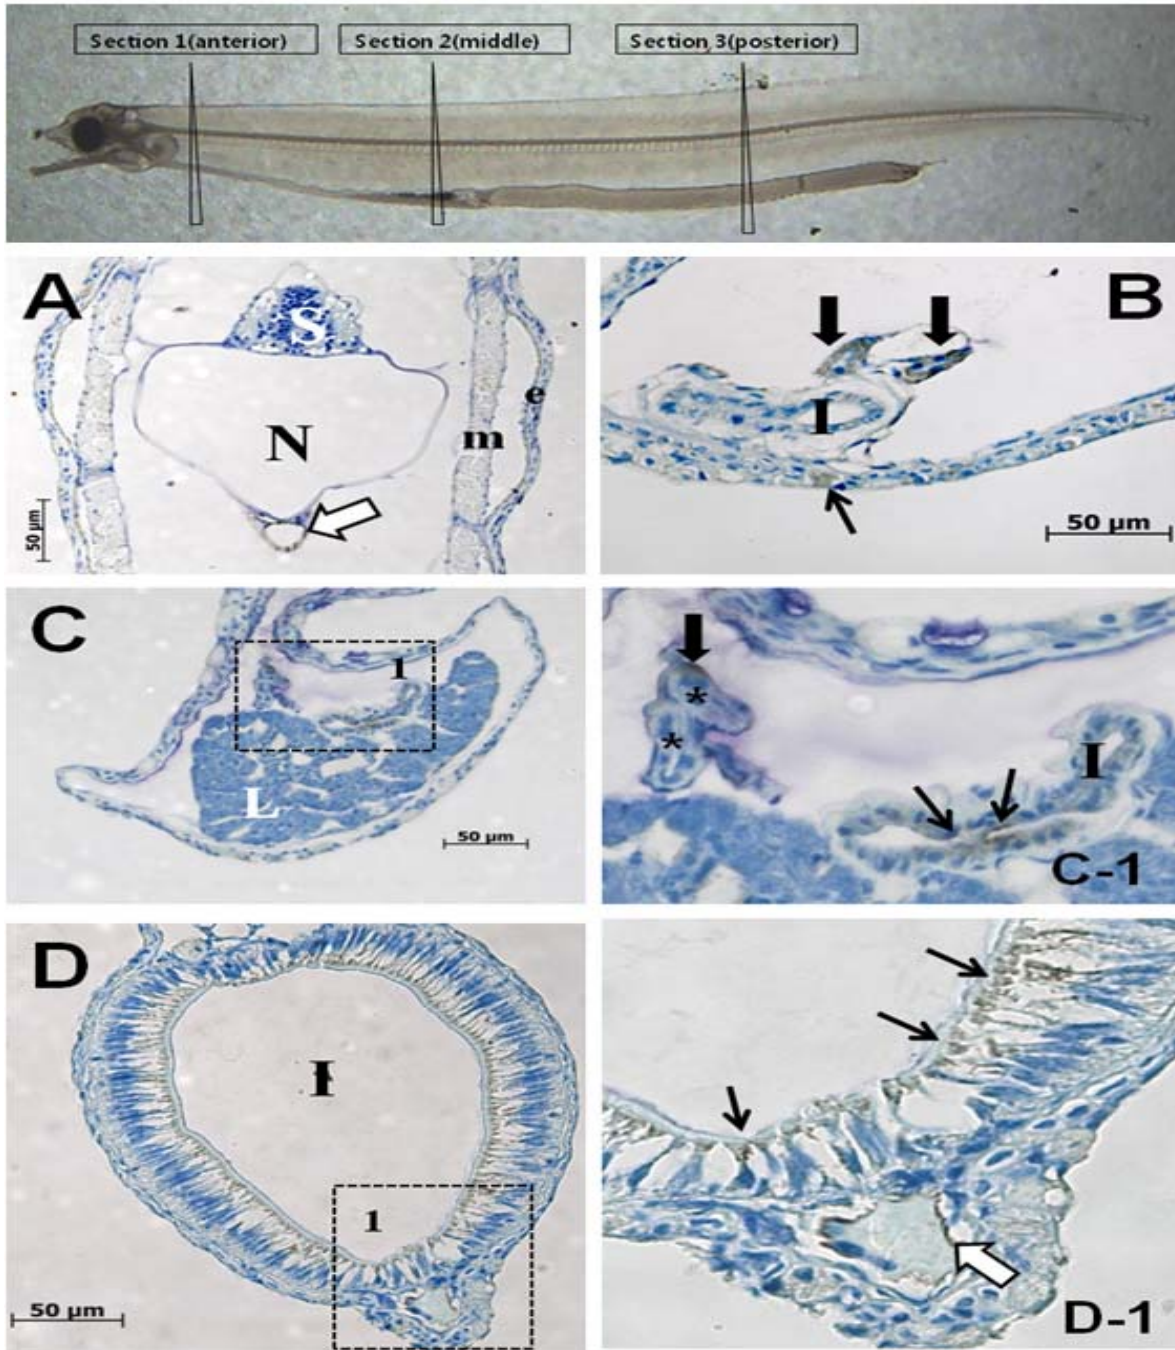 Section 1(anterior)
Section 2(middle)
Section 3(posterior)
A
S
N
m
e
50 µm
B
I
50 µm
C
1
L
50 µm
*
*
I
C-1
D
I
1
50 µm
D-1